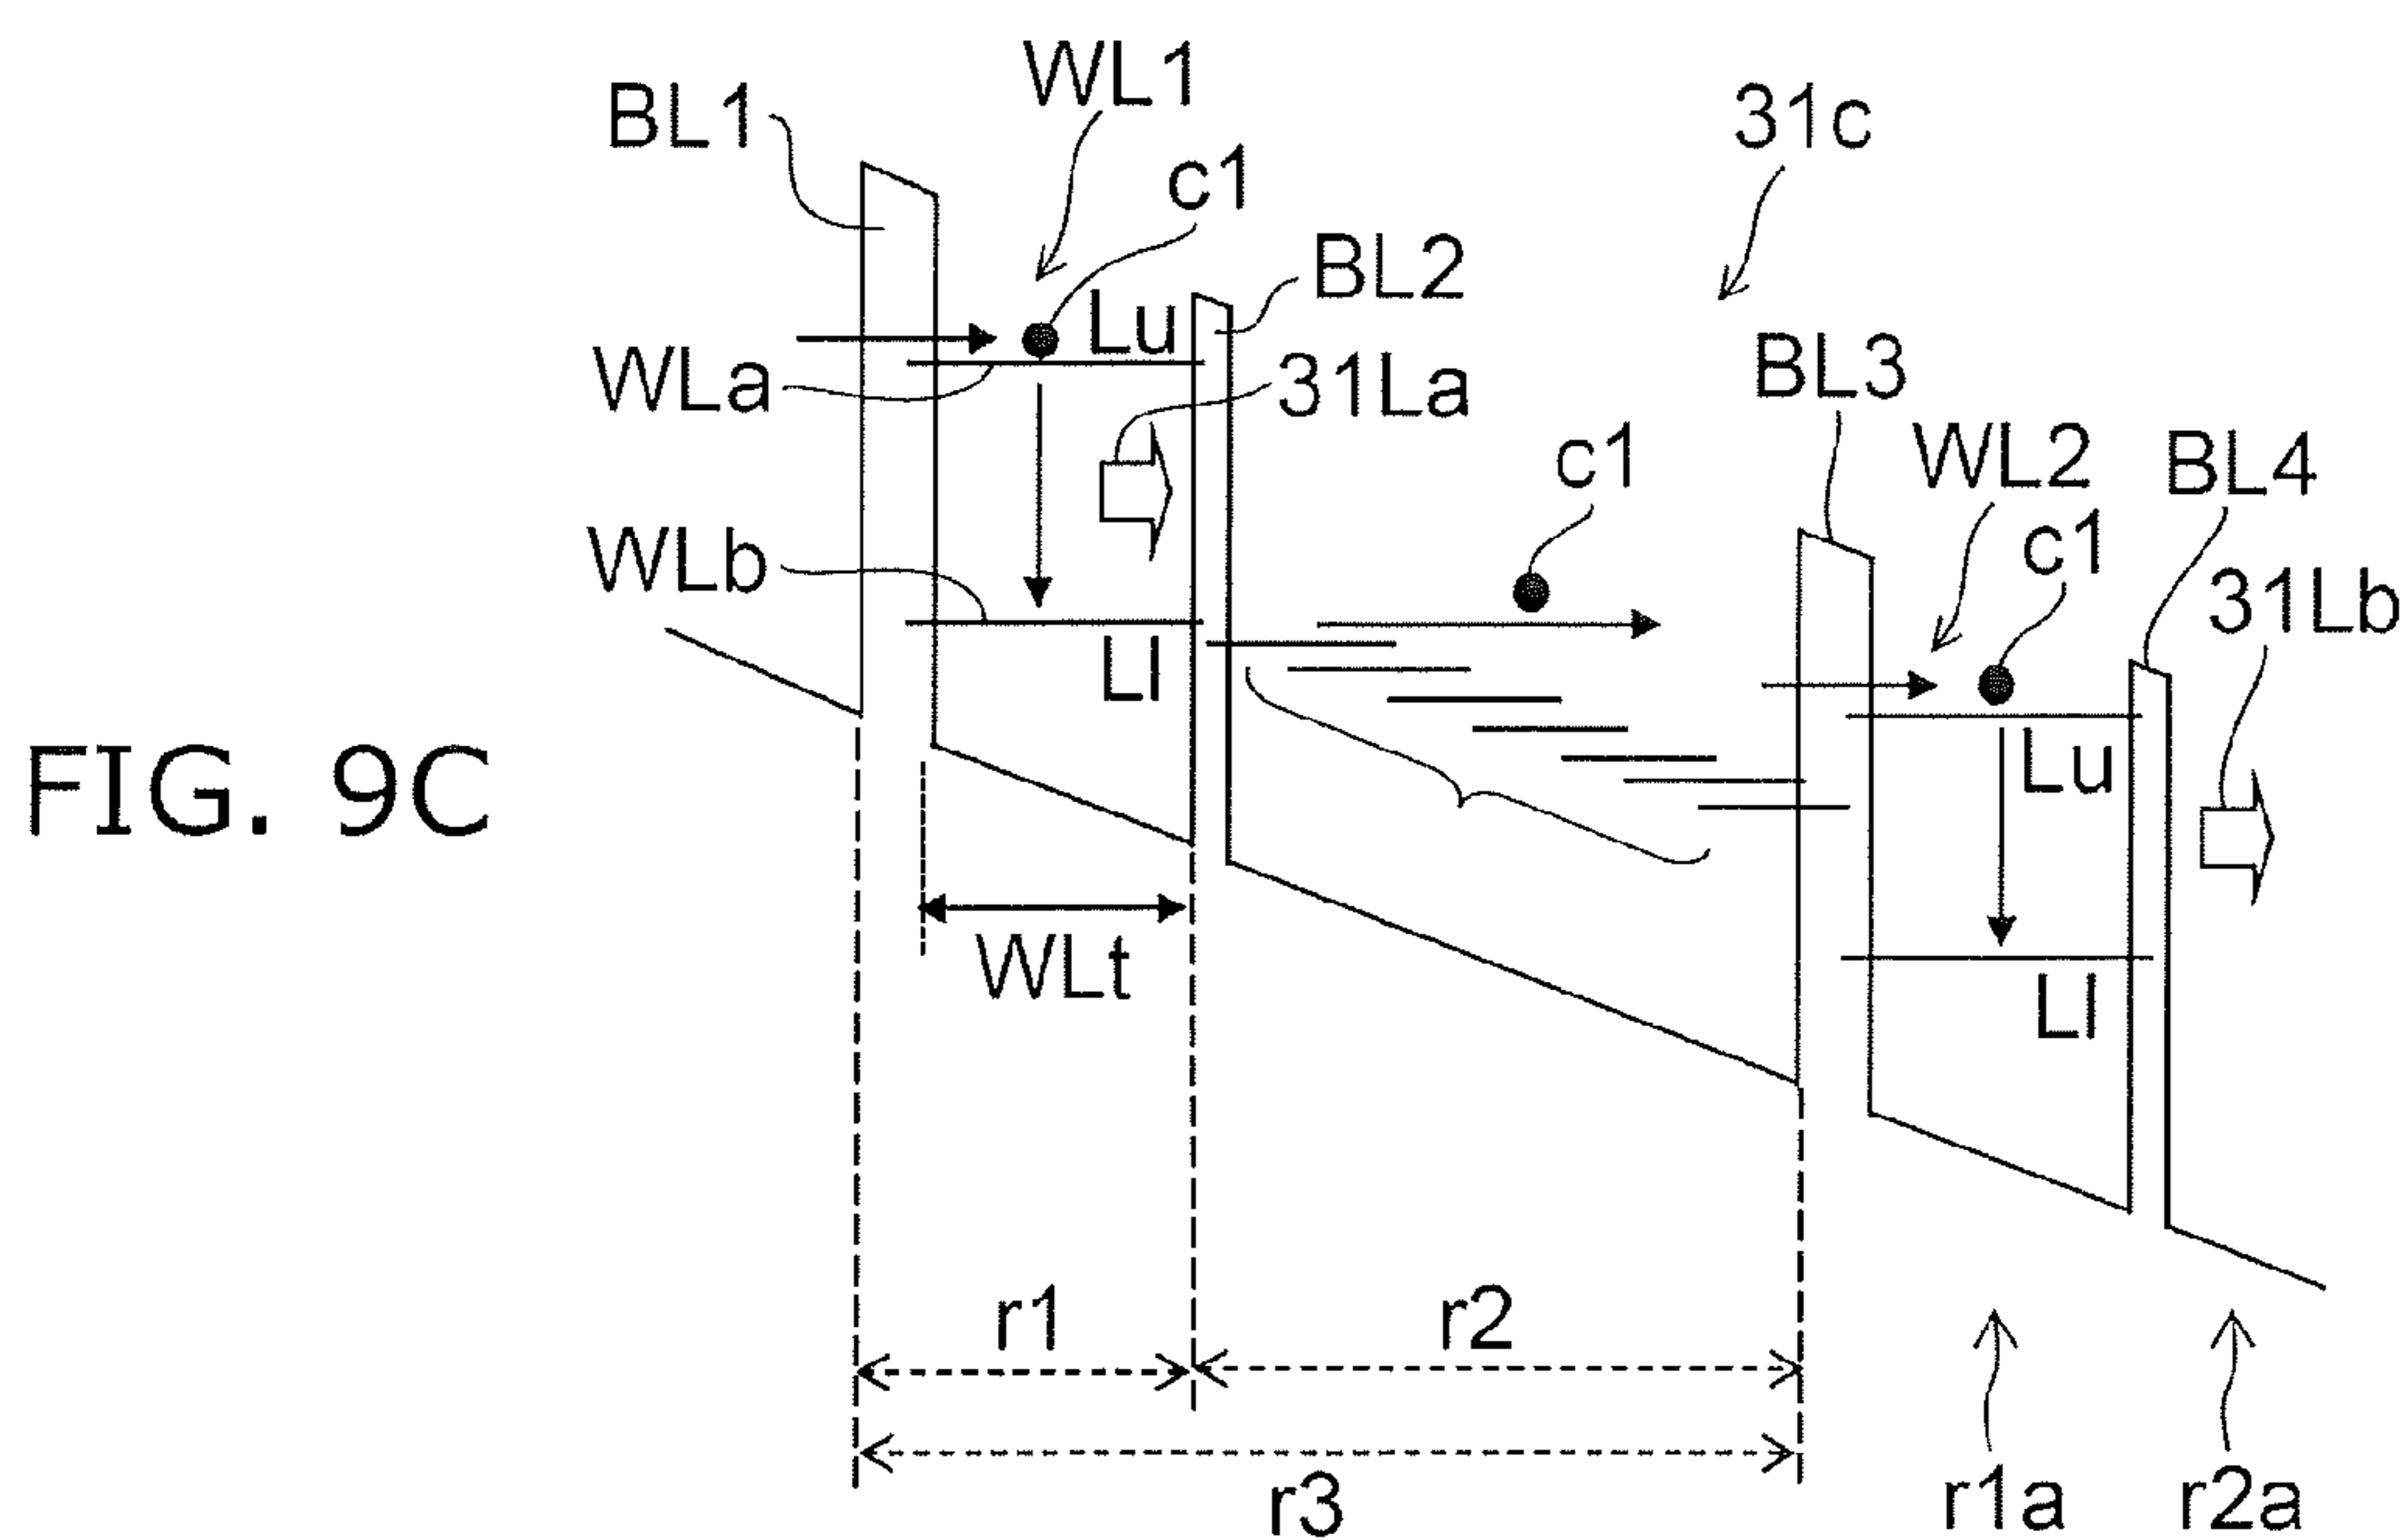 WL1
BL1
31c
c1
BL2
Lu
WLa
31La
BL3
c1
WL2
BL4
WLb
c1
31Lb
Ll
Lu
FIG. 9C
WLt
Ll
r1
r2
r3
r1a
r2a